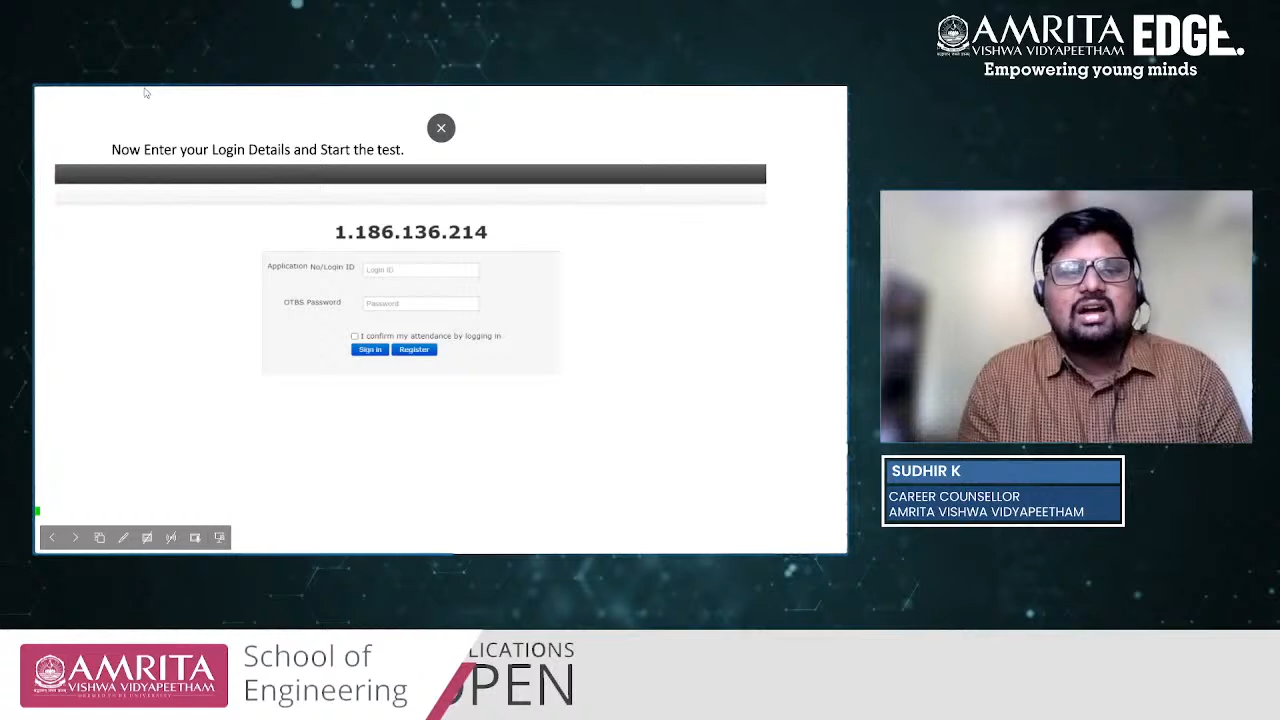 AMRITA EDGE.
VISHWA VIDYAPEETHAM
Empowering young minds
Now Enter your Login Details and Start the test.
1.186.136.214
Application No/Login ID
Login ID
OTBS Password
Password
I confirm my attendance by logging in
Sign in
Register
SUDHIR K
CAREER COUNSELLOR
AMRITA VISHWA VIDYAPEETHAM
AMRITA
VISHWA VIDYAPEETHAM
School of
Engineering
LICATIONS
PEN